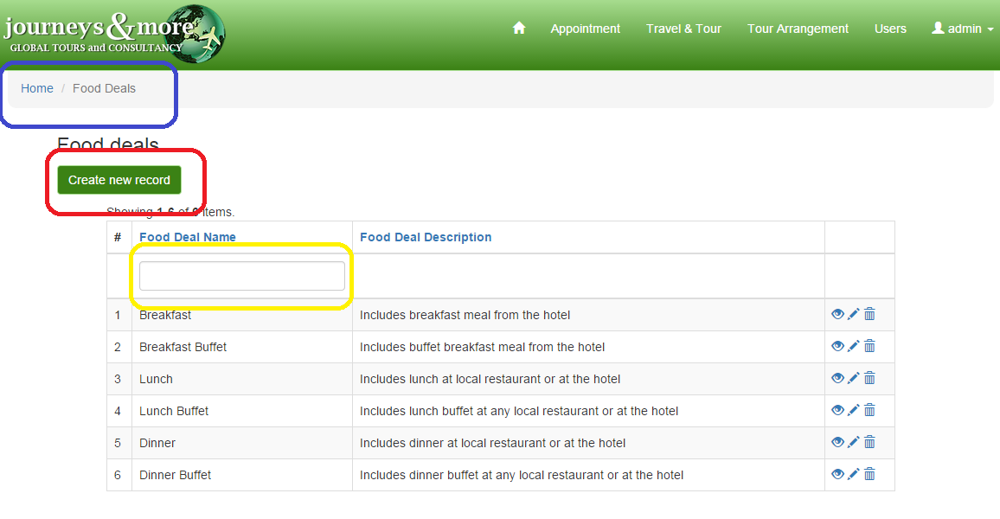 journeys&more
GLOBAL TOURS and CONSULTANCY
Appointment Travel & Tour Tour Arrangement Users admin
Home / Food Deals
Food deals
Create new record
Showing 1-6 of 6 items.
# Food Deal Name Food Deal Description
1 Breakfast Includes breakfast meal from the hotel
2 Breakfast Buffet Includes buffet breakfast meal from the hotel
3 Lunch Includes lunch at local restaurant or at the hotel
4 Lunch Buffet Includes lunch buffet at any local restaurant or at the hotel
5 Dinner Includes dinner at local restaurant or at the hotel
6 Dinner Buffet Includes dinner buffet at any local restaurant or at the hotel